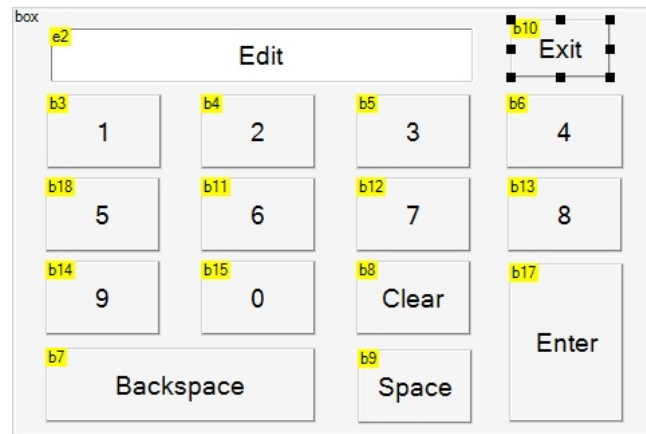 box
e2 Edit b10 Exit
b3 1 b4 2 b5 3 b6 4
b18 5 b11 6 b12 7 b13 8
b14 9 b15 0 b8 Clear b17 Enter
b7 Backspace b9 Space